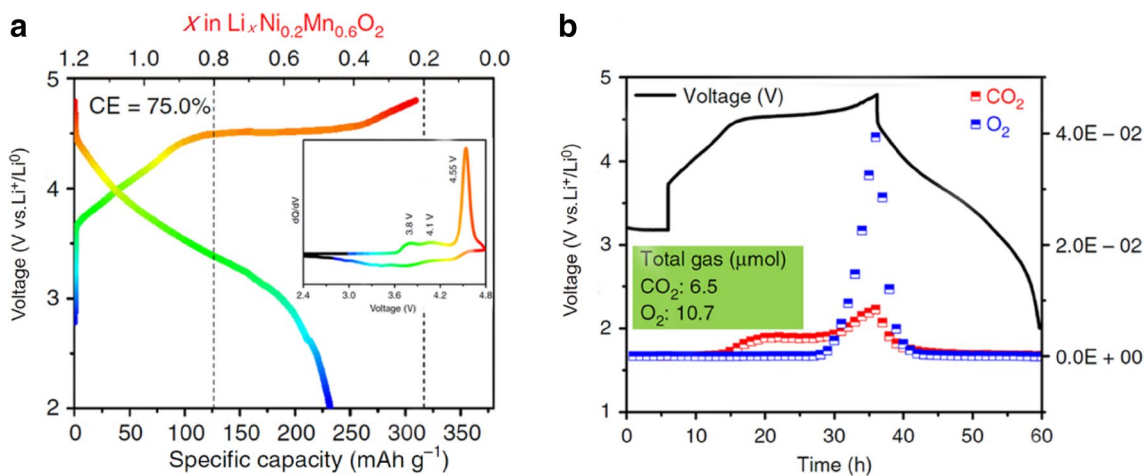 a
X in LiₓNi₀.₂Mn₀.₆O₂
1.2 1.0 0.8 0.6 0.4 0.2 0.0
5
4
3
2
Voltage (V vs.Li⁺/Li⁰)
CE = 75.0%
dQ/dV
3.8 V
4.1 V
4.55 V
2.4 3.0 3.6 4.2 4.8
Voltage (V)
0 50 100 150 200 250 300 350
Specific capacity (mAh g⁻¹)
b
5
4
3
2
1
Voltage (V vs.Li⁺/Li⁰)
Voltage (V)
CO₂
O₂
Total gas (μmol)
CO₂: 6.5
O₂: 10.7
4.0E−02
2.0E−02
0.0E+00
0 10 20 30 40 50 60
Time (h)